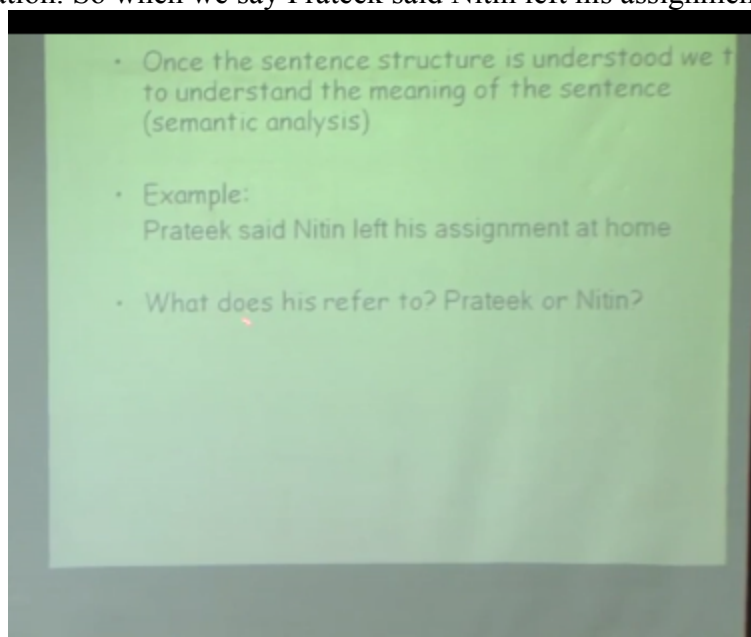 ation. So when we say Prateek said Nitin left his assignmen
• Once the sentence structure is understood we t
to understand the meaning of the sentence
(semantic analysis)
• Example:
Prateek said Nitin left his assignment at home
• What does his refer to? Prateek or Nitin?